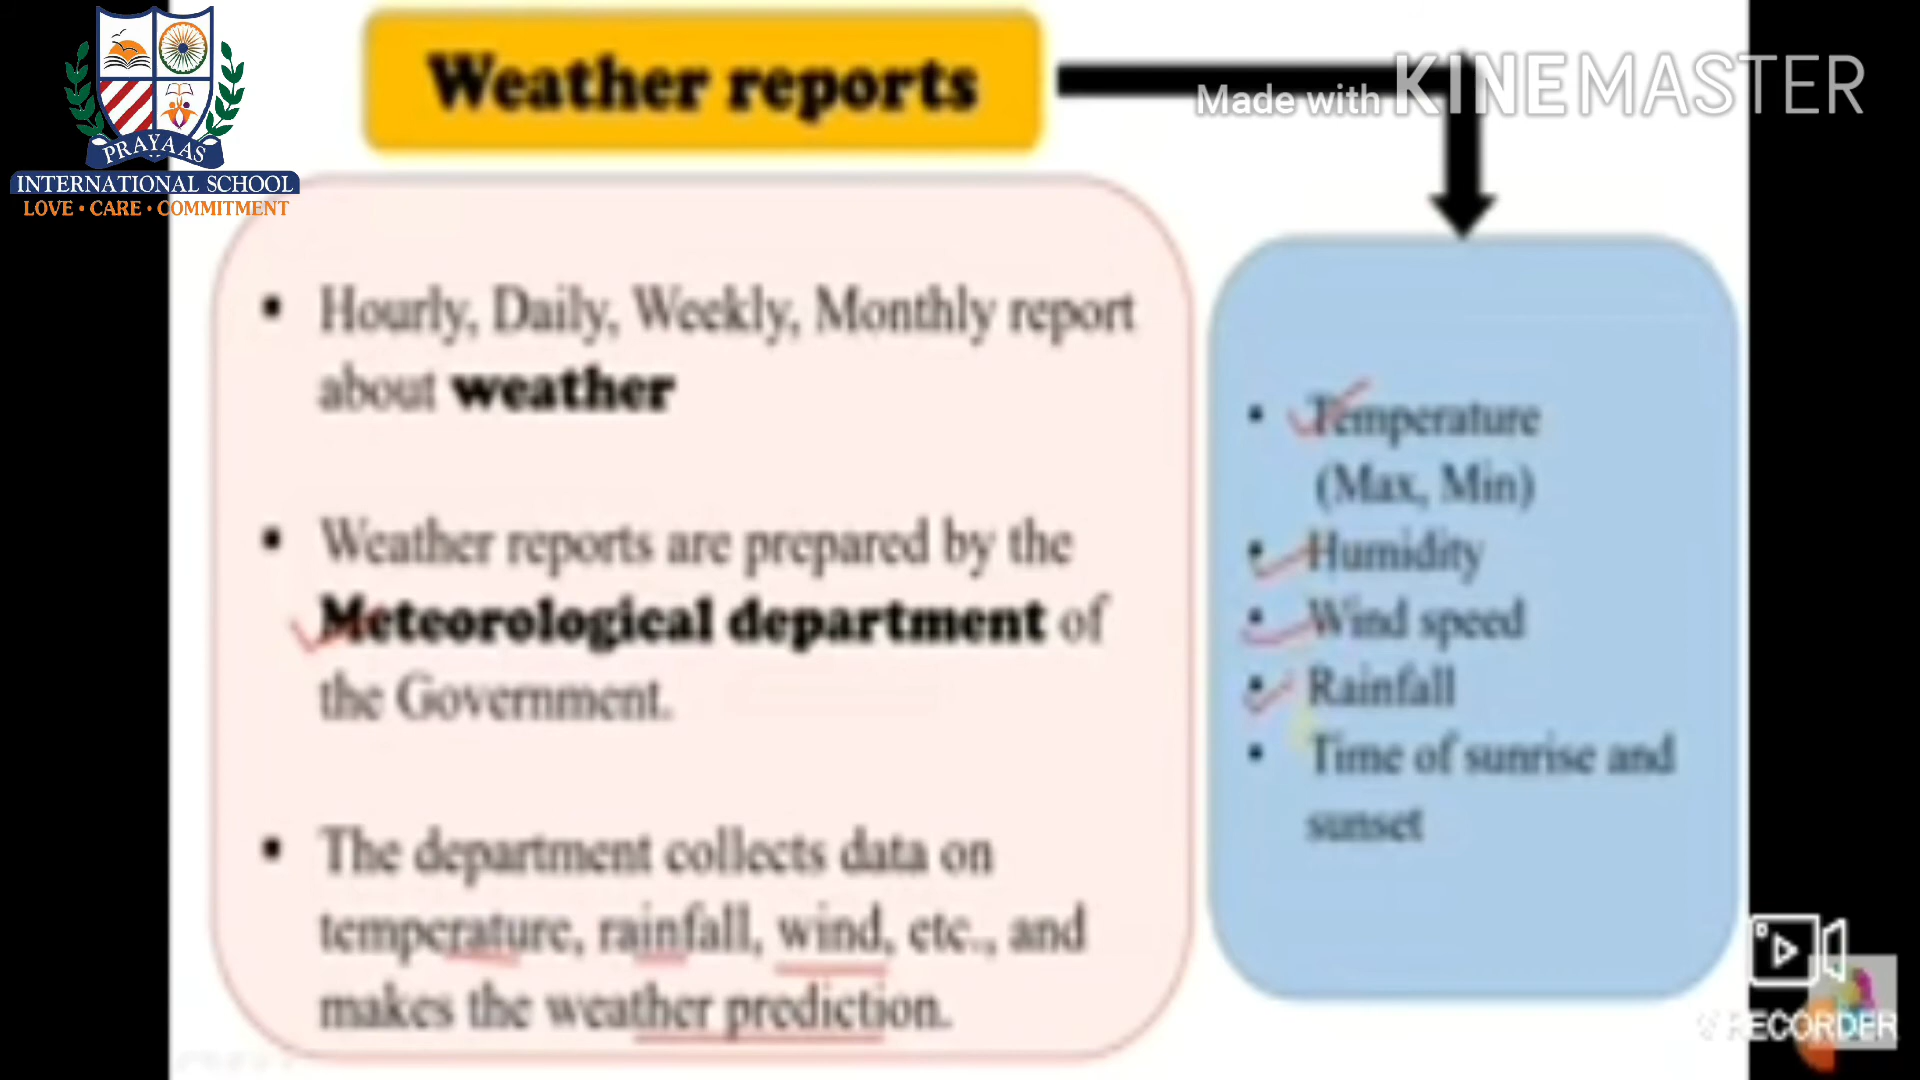 PRAYAAS
INTERNATIONAL SCHOOL
LOVE • CARE • COMMITMENT
Weather reports
Made with KINEMASTER
▪ Hourly, Daily, Weekly, Monthly report
about weather
▪ Weather reports are prepared by the
Meteorological department of
the Government.
▪ The department collects data on
temperature, rainfall, wind, etc., and
makes the weather prediction.
• Temperature
(Max, Min)
• Humidity
• Wind speed
• Rainfall
• Time of sunrise and
sunset
RECORDER